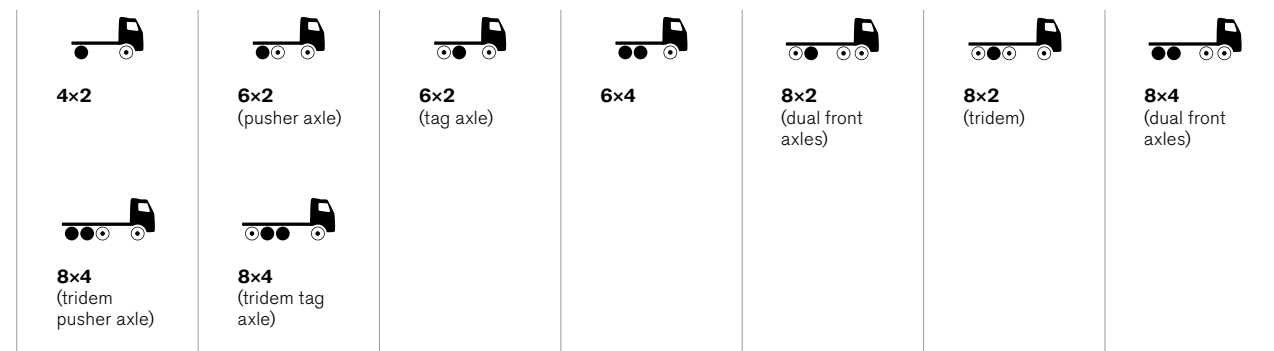 4×2
6×2
(pusher axle)
6×2
(tag axle)
6×4
8×2
(dual front
axles)
8×2
(tridem)
8×4
(dual front
axles)
8×4
(tridem
pusher axle)
8×4
(tridem tag
axle)